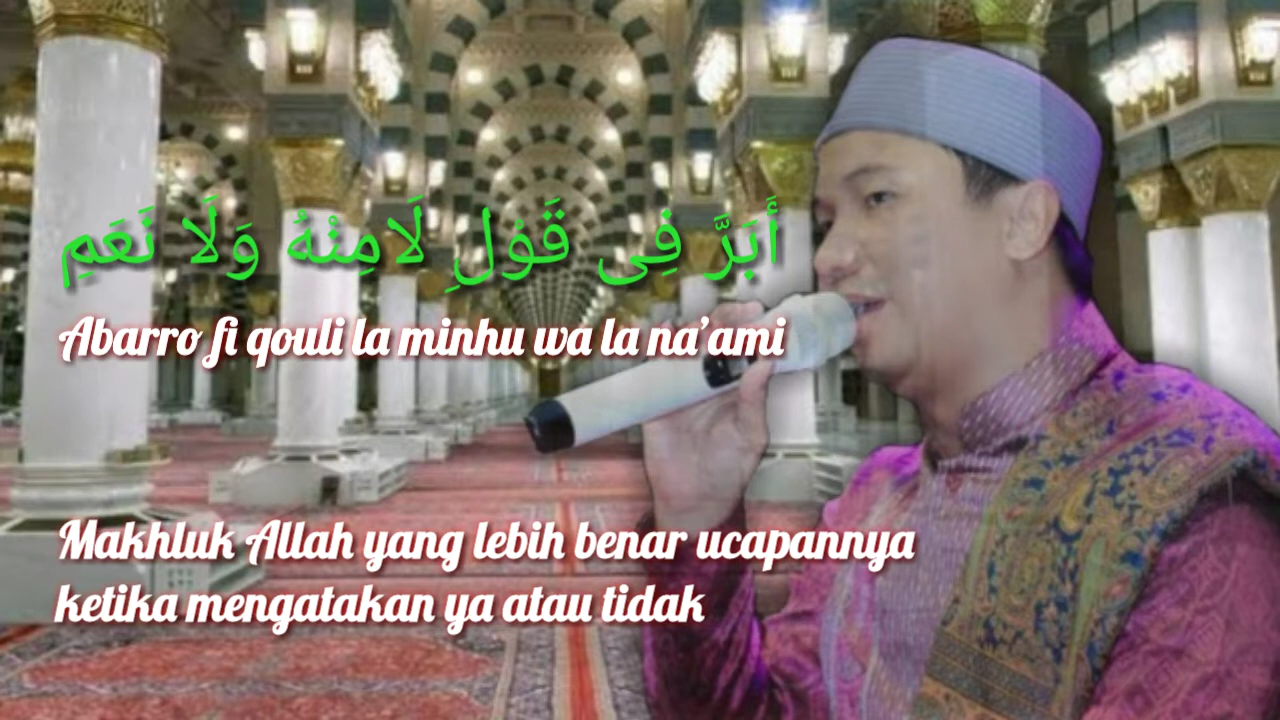 أَبَرَّ فِى قَوْلِ لَامِنْهُ وَلَا نَعَمِ
Abarro fi qouli la minhu wa la na’ami
Makhluk Allah yang lebih benar ucapannya
ketika mengatakan ya atau tidak